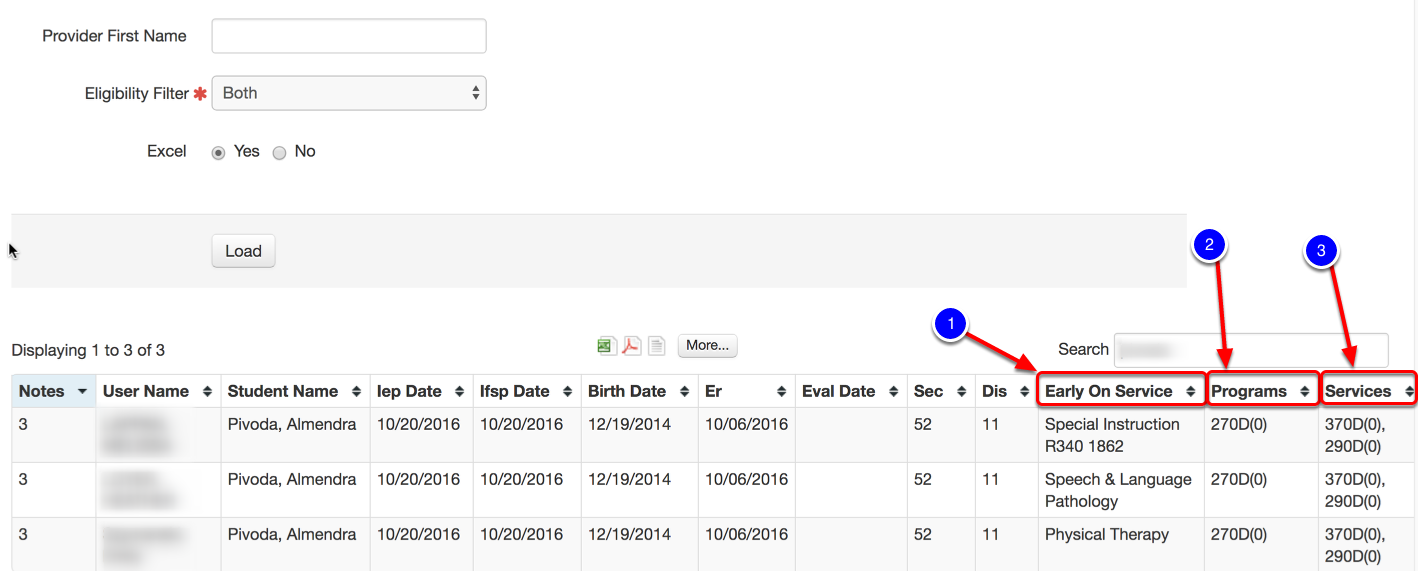 Provider First Name
Eligibility Filter Both
Excel Yes No
Load
2
3
1
Displaying 1 to 3 of 3 More... Search
Notes User Name Student Name Iep Date Ifsp Date Birth Date Er Eval Date Sec Dis Early On Service Programs Services
3 Pivoda, Almendra 10/20/2016 10/20/2016 12/19/2014 10/06/2016 52 11 Special Instruction 270D(0) 370D(0),
R340 1862 290D(0)
3 Pivoda, Almendra 10/20/2016 10/20/2016 12/19/2014 10/06/2016 52 11 Speech & Language 270D(0) 370D(0),
Pathology 290D(0)
3 Pivoda, Almendra 10/20/2016 10/20/2016 12/19/2014 10/06/2016 52 11 Physical Therapy 270D(0) 370D(0),
290D(0)